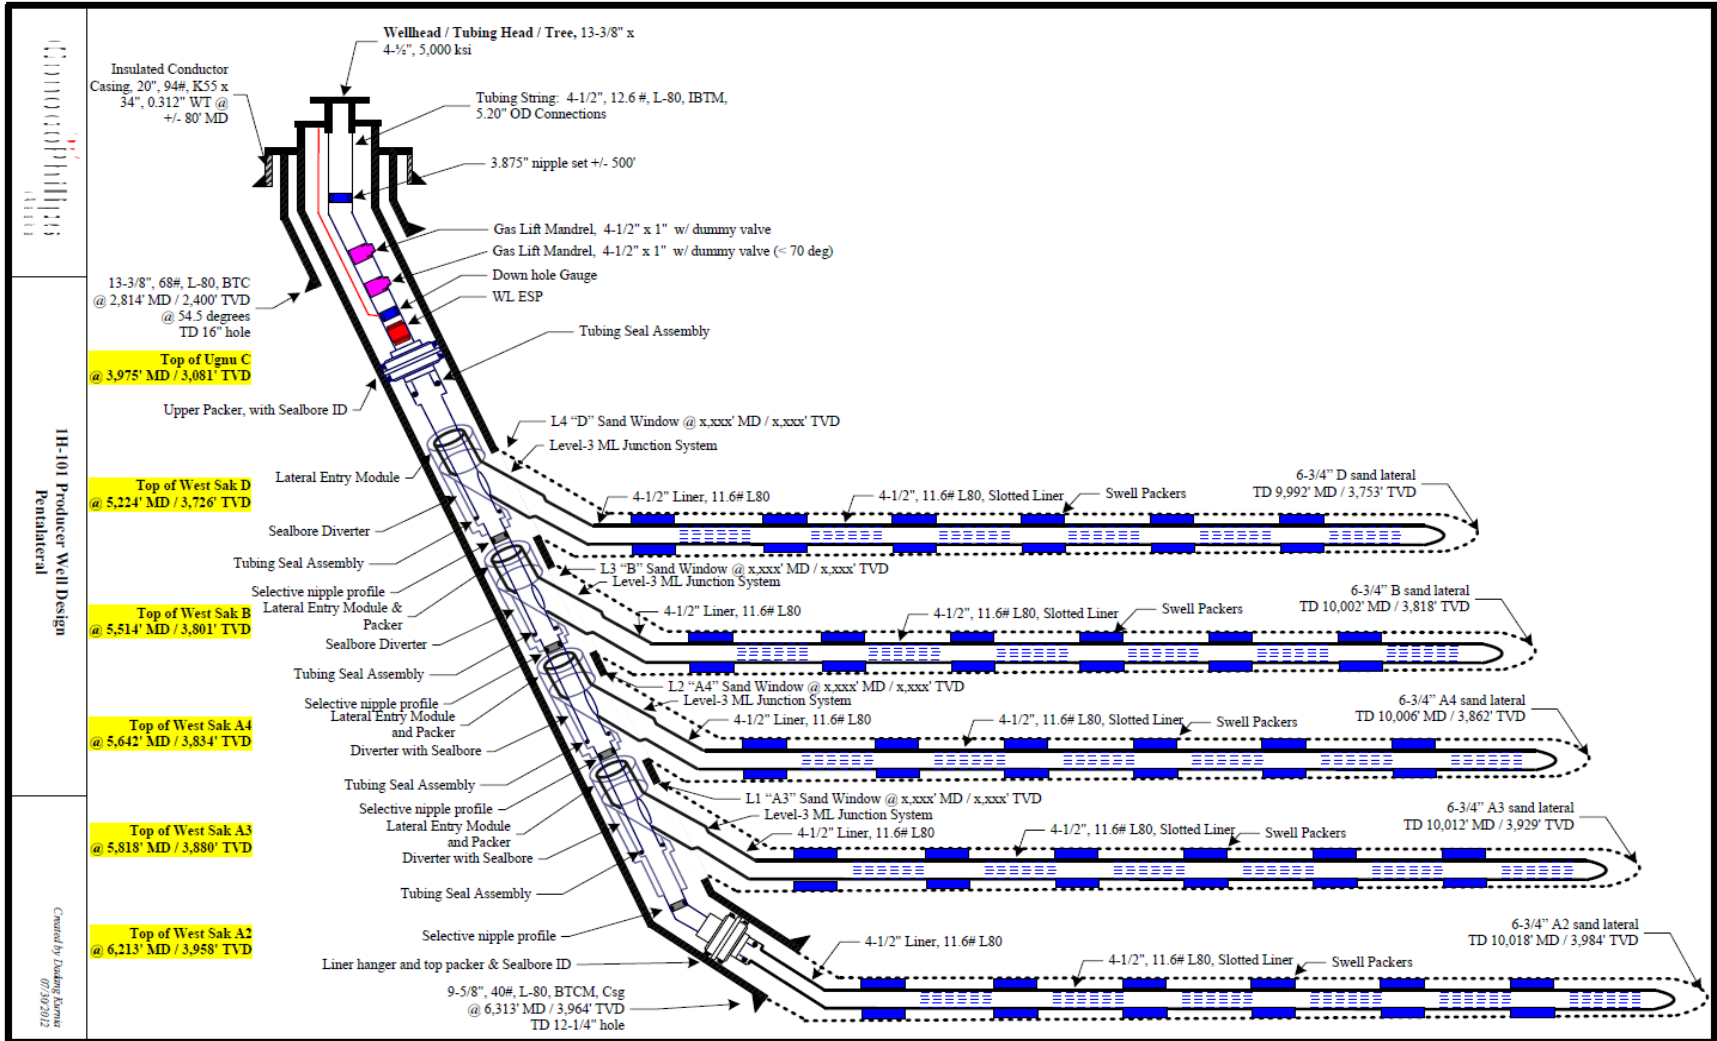 Wellhead / Tubing Head / Tree, 13-3/8" x
4-½", 5,000 ksi
Insulated Conductor
Casing, 20", 94#, K55 x
34", 0.312" WT @
+/- 80' MD
Tubing String:  4-1/2", 12.6 #, L-80, IBTM,
5.20" OD Connections
3.875" nipple set +/- 500'
Gas Lift Mandrel,  4-1/2" x 1"  w/ dummy valve
Gas Lift Mandrel,  4-1/2" x 1"  w/ dummy valve (< 70 deg)
Down hole Gauge
WL ESP
13-3/8", 68#, L-80, BTC
@ 2,814' MD / 2,400' TVD
@ 54.5 degrees
TD 16" hole
Tubing Seal Assembly
Top of Ugnu C
@ 3,975' MD / 3,081' TVD
Upper Packer, with Sealbore ID
L4 “D” Sand Window @ x,xxx' MD / x,xxx' TVD
Level-3 ML Junction System
Lateral Entry Module
Top of West Sak D
@ 5,224' MD / 3,726' TVD
6-3/4” D sand lateral
TD 9,992' MD / 3,753' TVD
4-1/2" Liner, 11.6# L80
4-1/2", 11.6# L80, Slotted Liner
Swell Packers
Sealbore Diverter
Tubing Seal Assembly
Selective nipple profile
L3 “B” Sand Window @ x,xxx' MD / x,xxx' TVD
Level-3 ML Junction System
Lateral Entry Module &
Packer
Top of West Sak B
@ 5,514' MD / 3,801' TVD
6-3/4” B sand lateral
TD 10,002' MD / 3,818' TVD
4-1/2" Liner, 11.6# L80
4-1/2", 11.6# L80, Slotted Liner
Swell Packers
Sealbore Diverter
Tubing Seal Assembly
Selective nipple profile
L2 “A4” Sand Window @ x,xxx' MD / x,xxx' TVD
Level-3 ML Junction System
Lateral Entry Module
and Packer
Top of West Sak A4
@ 5,642' MD / 3,834' TVD
6-3/4” A4 sand lateral
TD 10,006' MD / 3,862' TVD
4-1/2" Liner, 11.6# L80
4-1/2", 11.6# L80, Slotted Liner
Swell Packers
Diverter with Sealbore
Tubing Seal Assembly
Selective nipple profile
L1 “A3” Sand Window @ x,xxx' MD / x,xxx' TVD
Level-3 ML Junction System
Lateral Entry Module
and Packer
Top of West Sak A3
@ 5,818' MD / 3,880' TVD
6-3/4” A3 sand lateral
TD 10,012' MD / 3,929' TVD
4-1/2" Liner, 11.6# L80
4-1/2", 11.6# L80, Slotted Liner
Swell Packers
Diverter with Sealbore
Tubing Seal Assembly
Selective nipple profile
Top of West Sak A2
@ 6,213' MD / 3,958' TVD
6-3/4” A2 sand lateral
TD 10,018' MD / 3,984' TVD
4-1/2" Liner, 11.6# L80
4-1/2", 11.6# L80, Slotted Liner
Swell Packers
Liner hanger and top packer & Sealbore ID
9-5/8", 40#, L-80, BTCM, Csg
@ 6,313' MD / 3,964' TVD
TD 12-1/4” hole
ConocoPhillips
1H-101 Producer Well Design
Pentalateral
Created by Dadang Kurnia
07/30/2012